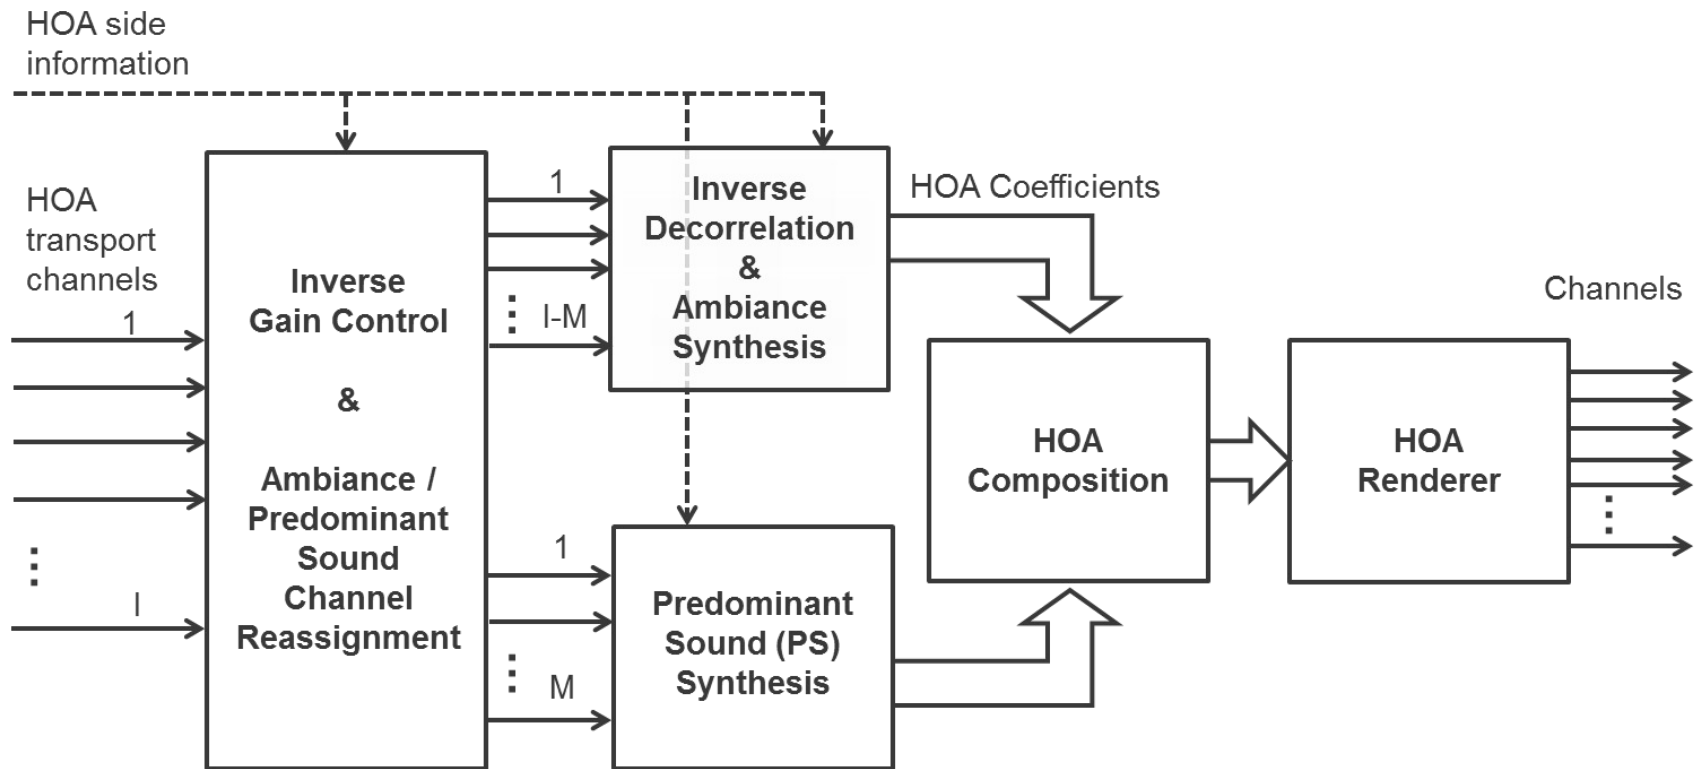 HOA side
information
HOA
transport
channels
1
I
Inverse
Gain Control
&
Ambiance /
Predominant
Sound
Channel
Reassignment
1
I-M
Inverse
Decorrelation
&
Ambiance
Synthesis
1
M
Predominant
Sound (PS)
Synthesis
HOA Coefficients
HOA
Composition
HOA
Renderer
Channels